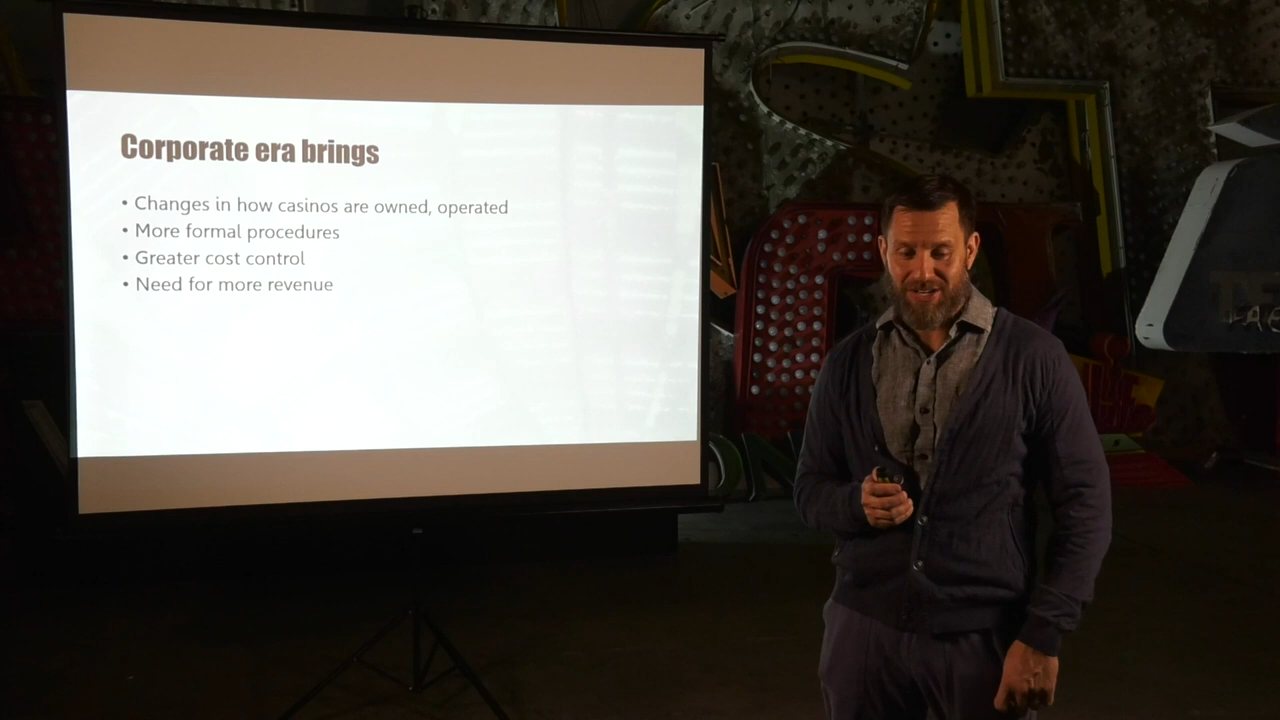 Corporate era brings
• Changes in how casinos are owned, operated
• More formal procedures
• Greater cost control
• Need for more revenue